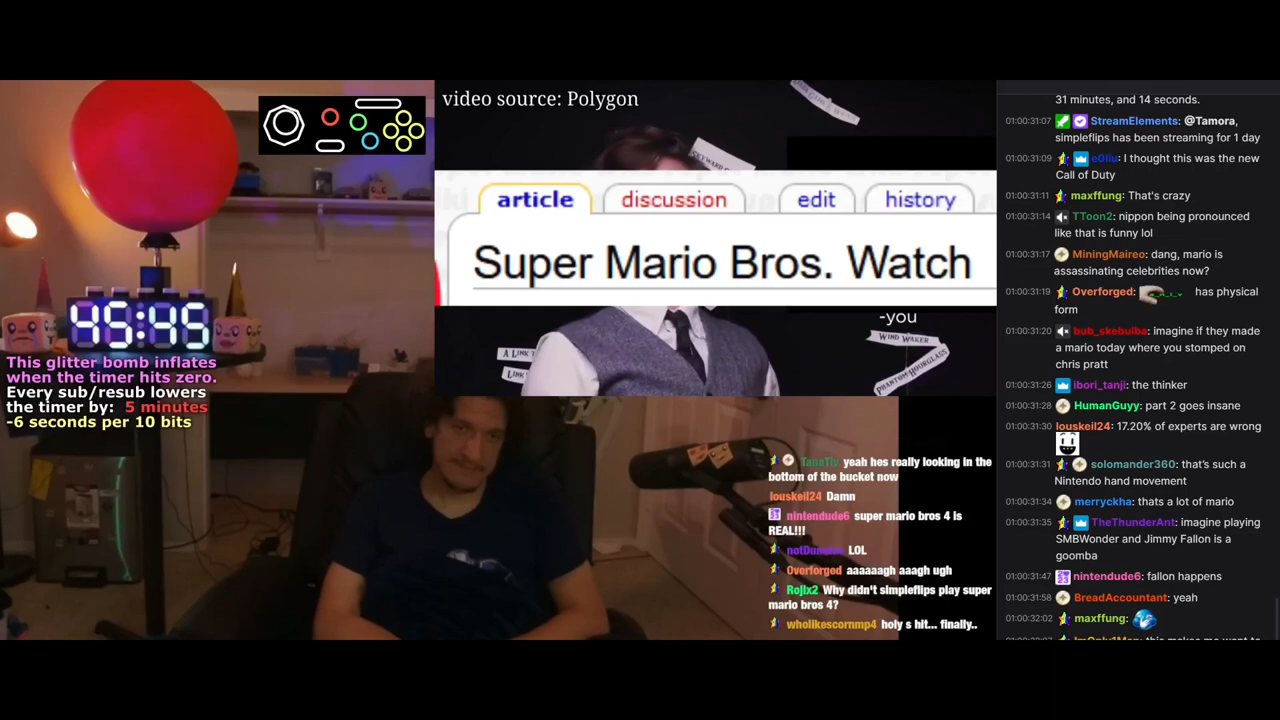 45:45
This glitter bomb inflates
when the timer hits zero.
Every sub/resub lowers
the timer by: 5 minutes
-6 seconds per 10 bits
video source: Polygon
SKYWARD
article
discussion
edit
history
Super Mario Bros. Watch
-you
A LINK
LINK
WIND WAKER
PHANTOM HOURGLASS
yeah hes really looking in the
bottom of the bucket now
louskeil24 Damn
nintendude6 super mario bros 4 is
REAL!!!
LOL
Overforged aaaaaagh aaagh ugh
Rojix2 Why didn't simpleflips play super
mario bros 4?
wholikescornmp4 holy s hit... finally..
31 minutes, and 14 seconds.
01:00:31:07 StreamElements: @Tamora,
simpleflips has been streaming for 1 day
01:00:31:09 e0llu: I thought this was the new
Call of Duty
01:00:31:11 maxffung: That's crazy
01:00:31:14 TToon2: nippon being pronounced
like that is funny lol
01:00:31:17 MiningMaireo: dang, mario is
assassinating celebrities now?
01:00:31:19 Overforged: has physical
form
01:00:31:20 bub_skebulba: imagine if they made
a mario today where you stomped on
chris pratt
01:00:31:26 ibori_tanji: the thinker
01:00:31:28 HumanGuyy: part 2 goes insane
01:00:31:30 louskeil24: 17.20% of experts are wrong
01:00:31:31 solomander360: that's such a
Nintendo hand movement
01:00:31:34 merryckha: thats a lot of mario
01:00:31:35 TheThunderAnt: imagine playing
SMBWonder and Jimmy Fallon is a
goomba
01:00:31:47 nintendude6: fallon happens
01:00:31:58 BreadAccountant: yeah
01:00:32:02 maxffung: